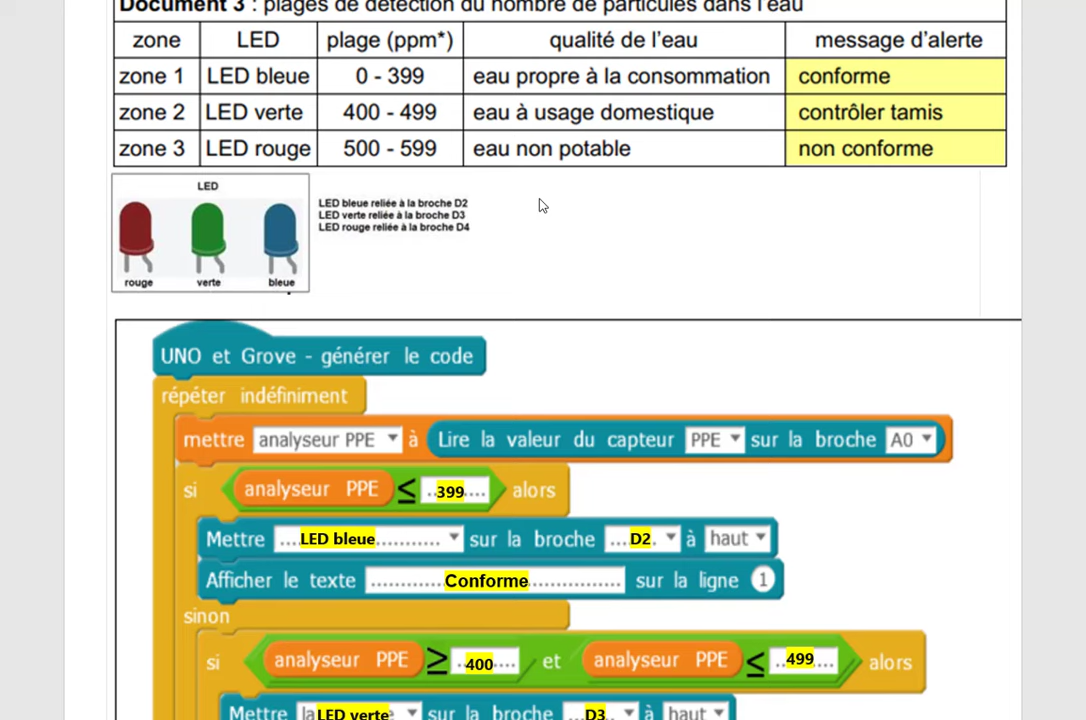 Document 3 : plages de détection du nombre de particules dans l'eau
zone LED plage (ppm*) qualité de l'eau message d'alerte
zone 1 LED bleue 0 - 399 eau propre à la consommation conforme
zone 2 LED verte 400 - 499 eau à usage domestique contrôler tamis
zone 3 LED rouge 500 - 599 eau non potable non conforme
LED
rouge verte bleue
LED bleue reliée à la broche D2
LED verte reliée à la broche D3
LED rouge reliée à la broche D4
UNO et Grove - générer le code
répéter indéfiniment
mettre analyseur PPE à Lire la valeur du capteur PPE sur la broche A0
si analyseur PPE ≤ ..399.... alors
Mettre ....LED bleue........... sur la broche ....D2. à haut
Afficher le texte ............Conforme............... sur la ligne 1
sinon
si analyseur PPE ≥ ..400.... et analyseur PPE ≤ ..499.... alors
Mettre la LED verte sur la broche ...D3.. à haut